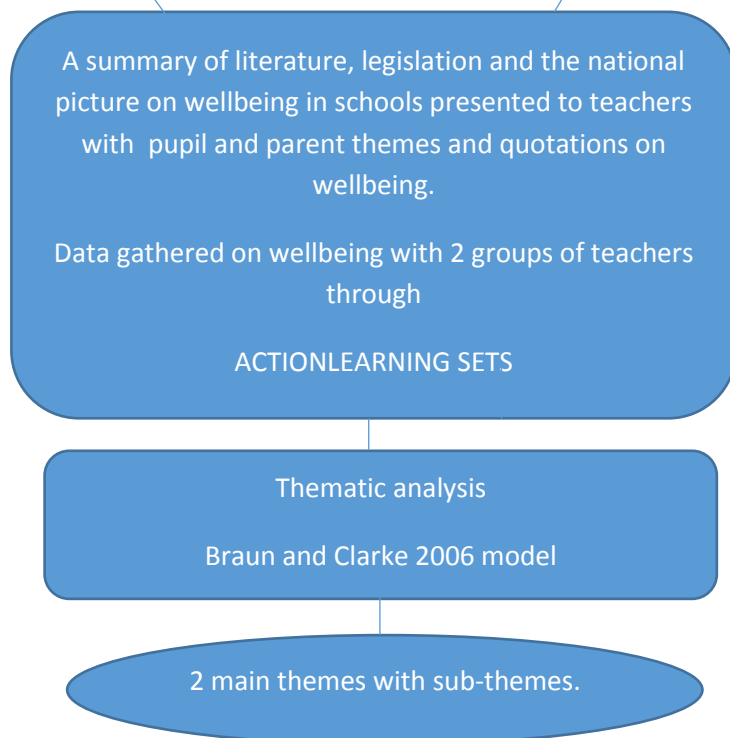 A summary of literature, legislation and the national
picture on wellbeing in schools presented to teachers
with pupil and parent themes and quotations on
wellbeing.
Data gathered on wellbeing with 2 groups of teachers
through
ACTIONLEARNING SETS
Thematic analysis
Braun and Clarke 2006 model
2 main themes with sub-themes.